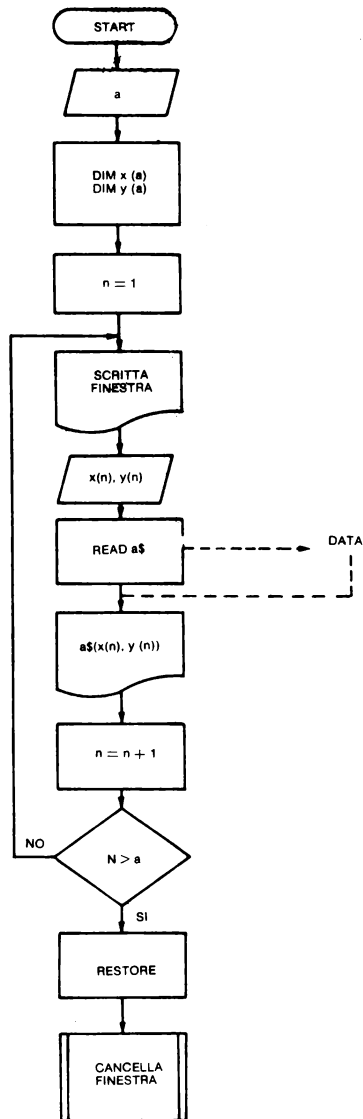 START
a
DIM x (a)
DIM y (a)
n = 1
SCRITTA
FINESTRA
x(n), y(n)
READ a$
DATA
a$(x(n), y (n))
n = n + 1
N > a
NO
SI
RESTORE
CANCELLA
FINESTRA